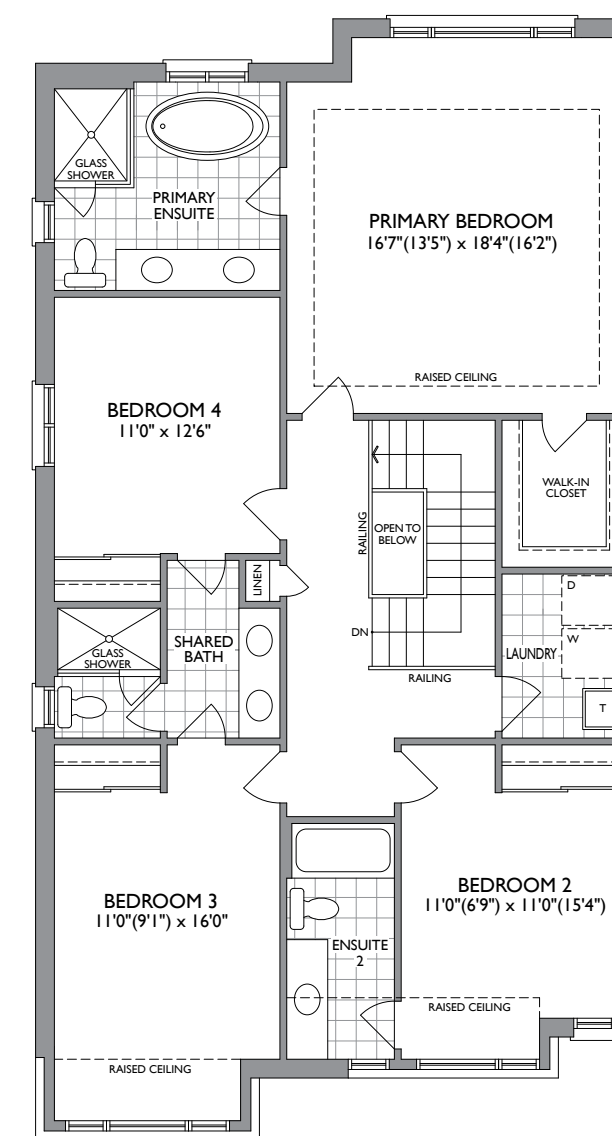 GLASS
SHOWER
PRIMARY
ENSUITE
PRIMARY BEDROOM
16'7"(13'5") x 18'4"(16'2")
RAISED CEILING
BEDROOM 4
11'0" x 12'6"
WALK-IN
CLOSET
RAILING
OPEN TO
BELOW
LINEN
D
W
T
LAUNDRY
DN
RAILING
SHARED
BATH
GLASS
SHOWER
BEDROOM 3
11'0"(9'1") x 16'0"
RAISED CEILING
ENSUITE
2
BEDROOM 2
11'0"(6'9") x 11'0"(15'4")
RAISED CEILING